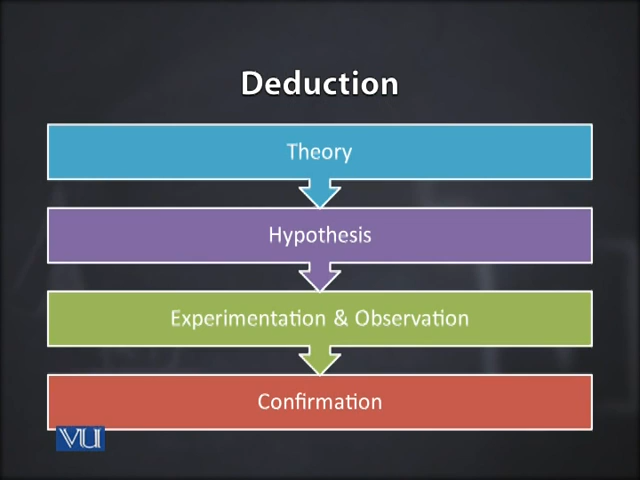 Deduction
Theory
Hypothesis
Experimentation & Observation
Confirmation
VU